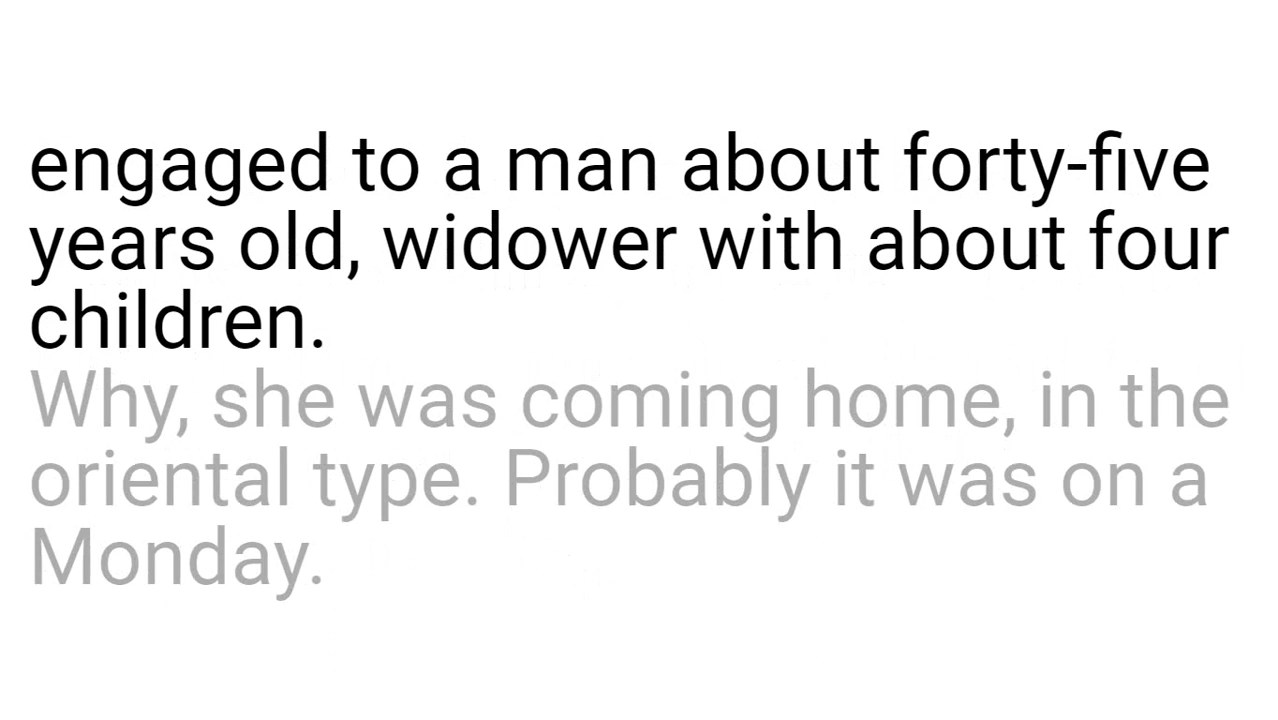 engaged to a man about forty-five
years old, widower with about four
children.
Why, she was coming home, in the
oriental type. Probably it was on a
Monday.